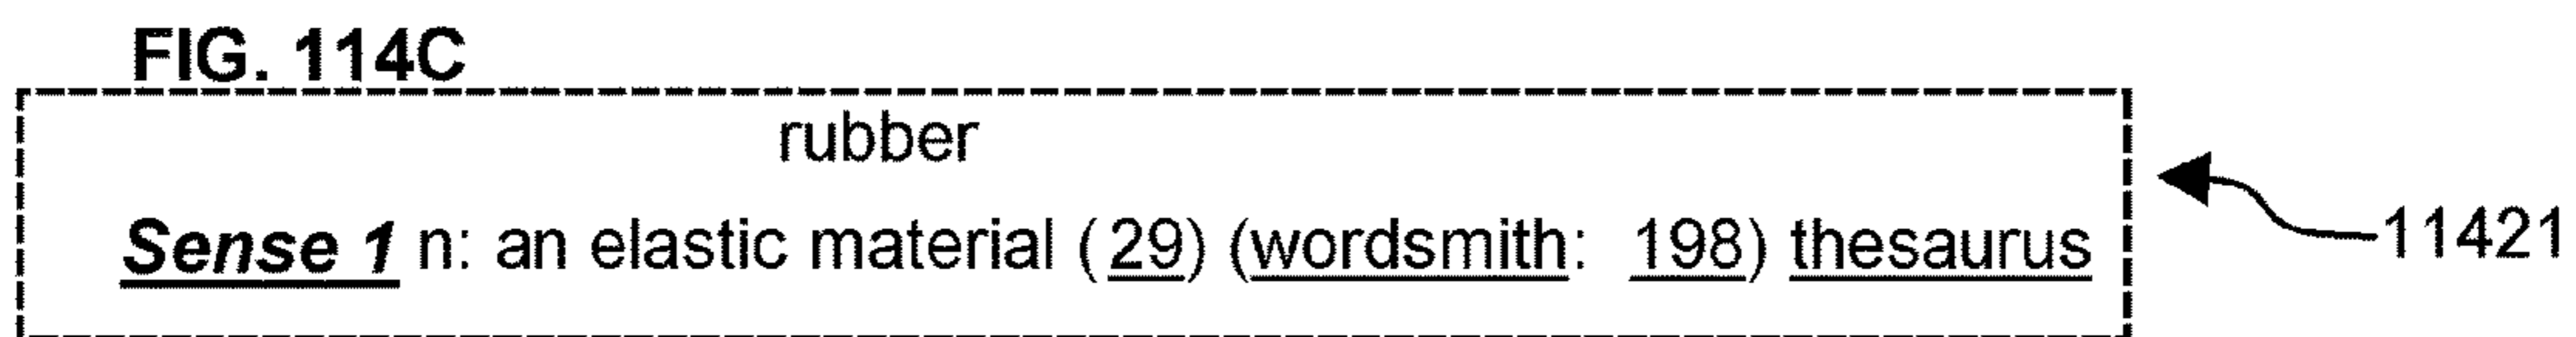 FIG. 114C
rubber
Sense 1 n: an elastic material (29) (wordsmith: 198) thesaurus
11421